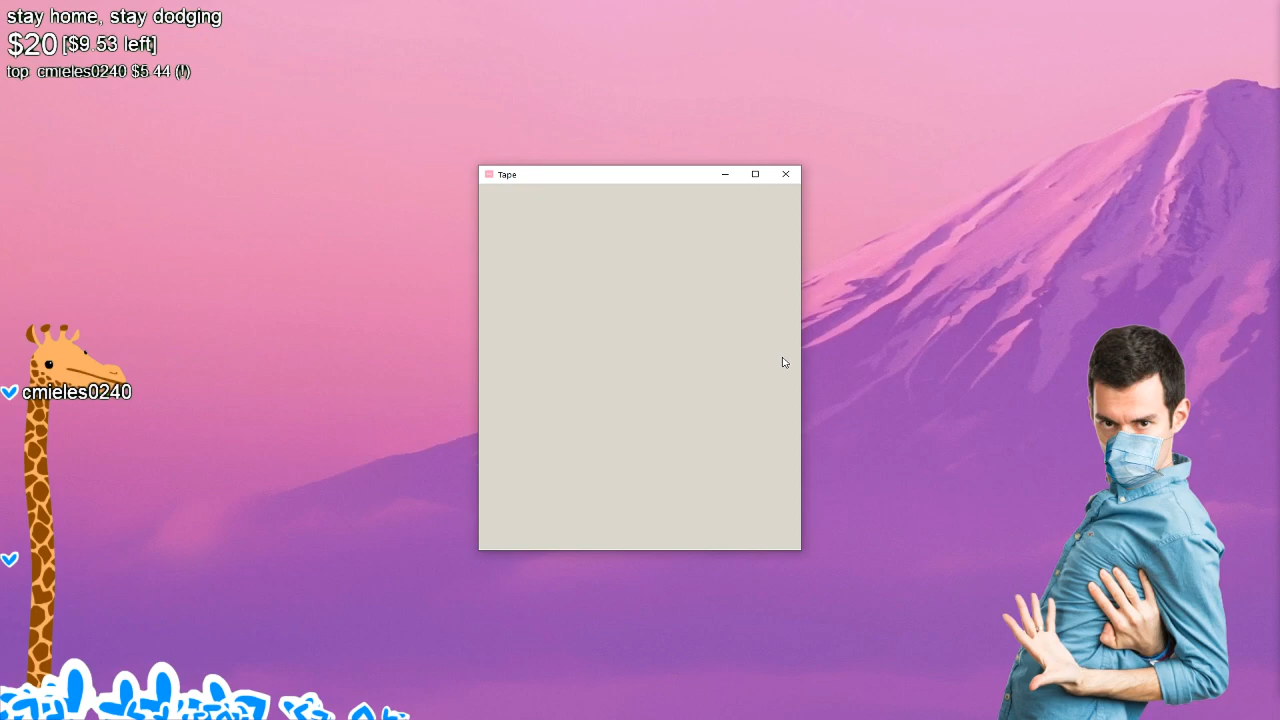 stay home, stay dodging
$20 [$9.53 left]
top cmieles0240 $5.44 (!)
Tape
cmieles0240